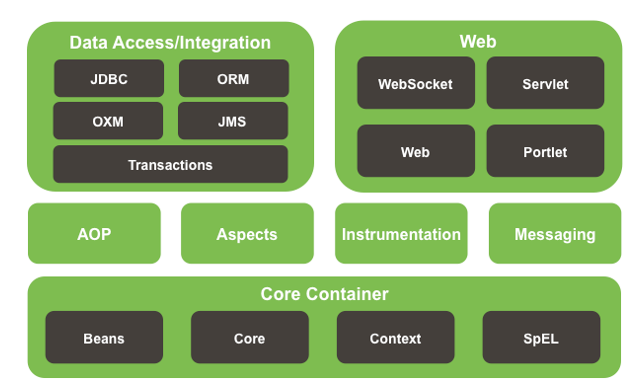 Data Access/Integration
JDBC
ORM
OXM
JMS
Transactions
Web
WebSocket
Servlet
Web
Portlet
AOP
Aspects
Instrumentation
Messaging
Core Container
Beans
Core
Context
SpEL